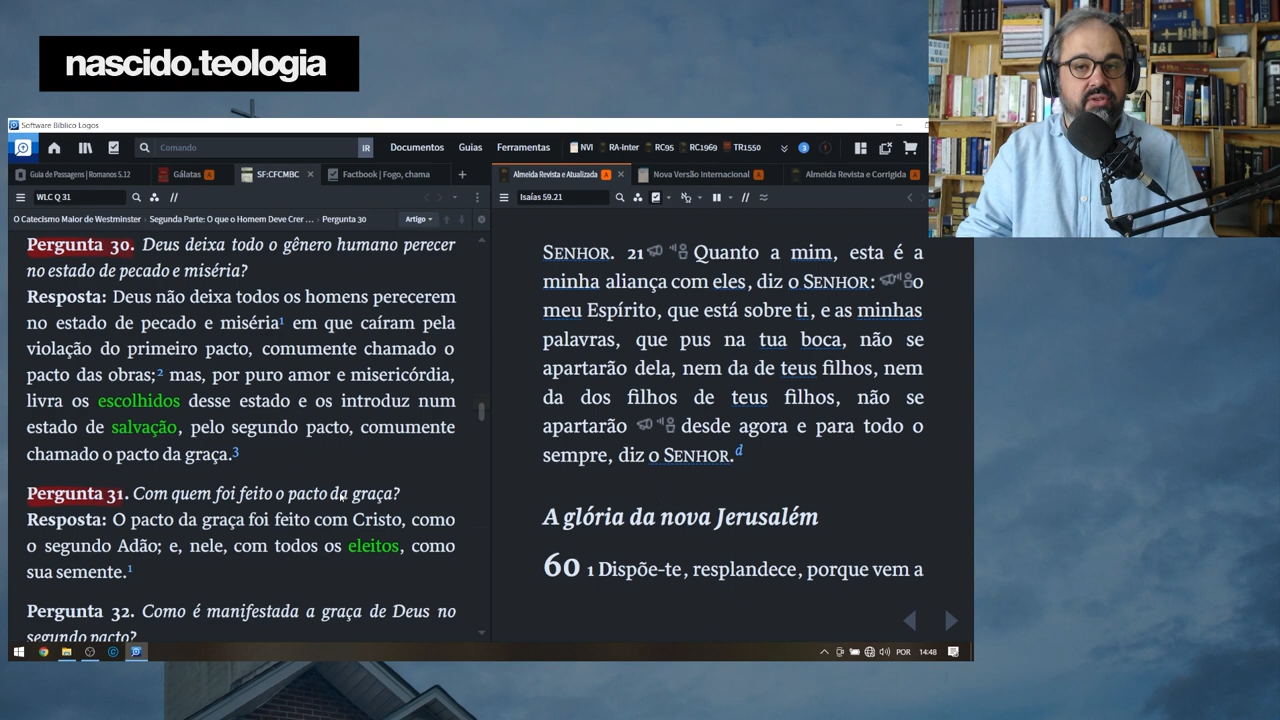 nascido.teologia
Software Bíblico Logos
Comando
IR
Documentos
Guias
Ferramentas
NVI
RA-Inter
RC95
RC1969
TB1550
3
Guia de Passagens | Romanos 5.12
Gálatas A
SF:CFCMBC
Factbook | Fogo, chama
Almeida Revista e Atualizada A
Nova Versão Internacional A
Almeida Revista e Corrigida A
WLC Q 31
Isaías 59.21
O Catecismo Maior de Westminster › Segunda Parte: O que o Homem Deve Crer … › Pergunta 30
Artigo
Pergunta 30. Deus deixa todo o gênero humano perecer
no estado de pecado e miséria?
Resposta: Deus não deixa todos os homens perecerem
no estado de pecado e miséria1 em que caíram pela
violação do primeiro pacto, comumente chamado o
pacto das obras;2 mas, por puro amor e misericórdia,
livra os escolhidos desse estado e os introduz num
estado de salvação, pelo segundo pacto, comumente
chamado o pacto da graça.3
Pergunta 31. Com quem foi feito o pacto da graça?
Resposta: O pacto da graça foi feito com Cristo, como
o segundo Adão; e, nele, com todos os eleitos, como
sua semente.1
Pergunta 32. Como é manifestada a graça de Deus no
segundo pacto?
SENHOR. 21 Quanto a mim, esta é a
minha aliança com eles, diz o SENHOR: o
meu Espírito, que está sobre ti, e as minhas
palavras, que pus na tua boca, não se
apartarão dela, nem da de teus filhos, nem
da dos filhos de teus filhos, não se
apartarão desde agora e para todo o
sempre, diz o SENHOR.d
A glória da nova Jerusalém
60 1 Dispõe-te, resplandece, porque vem a
POR
14:48